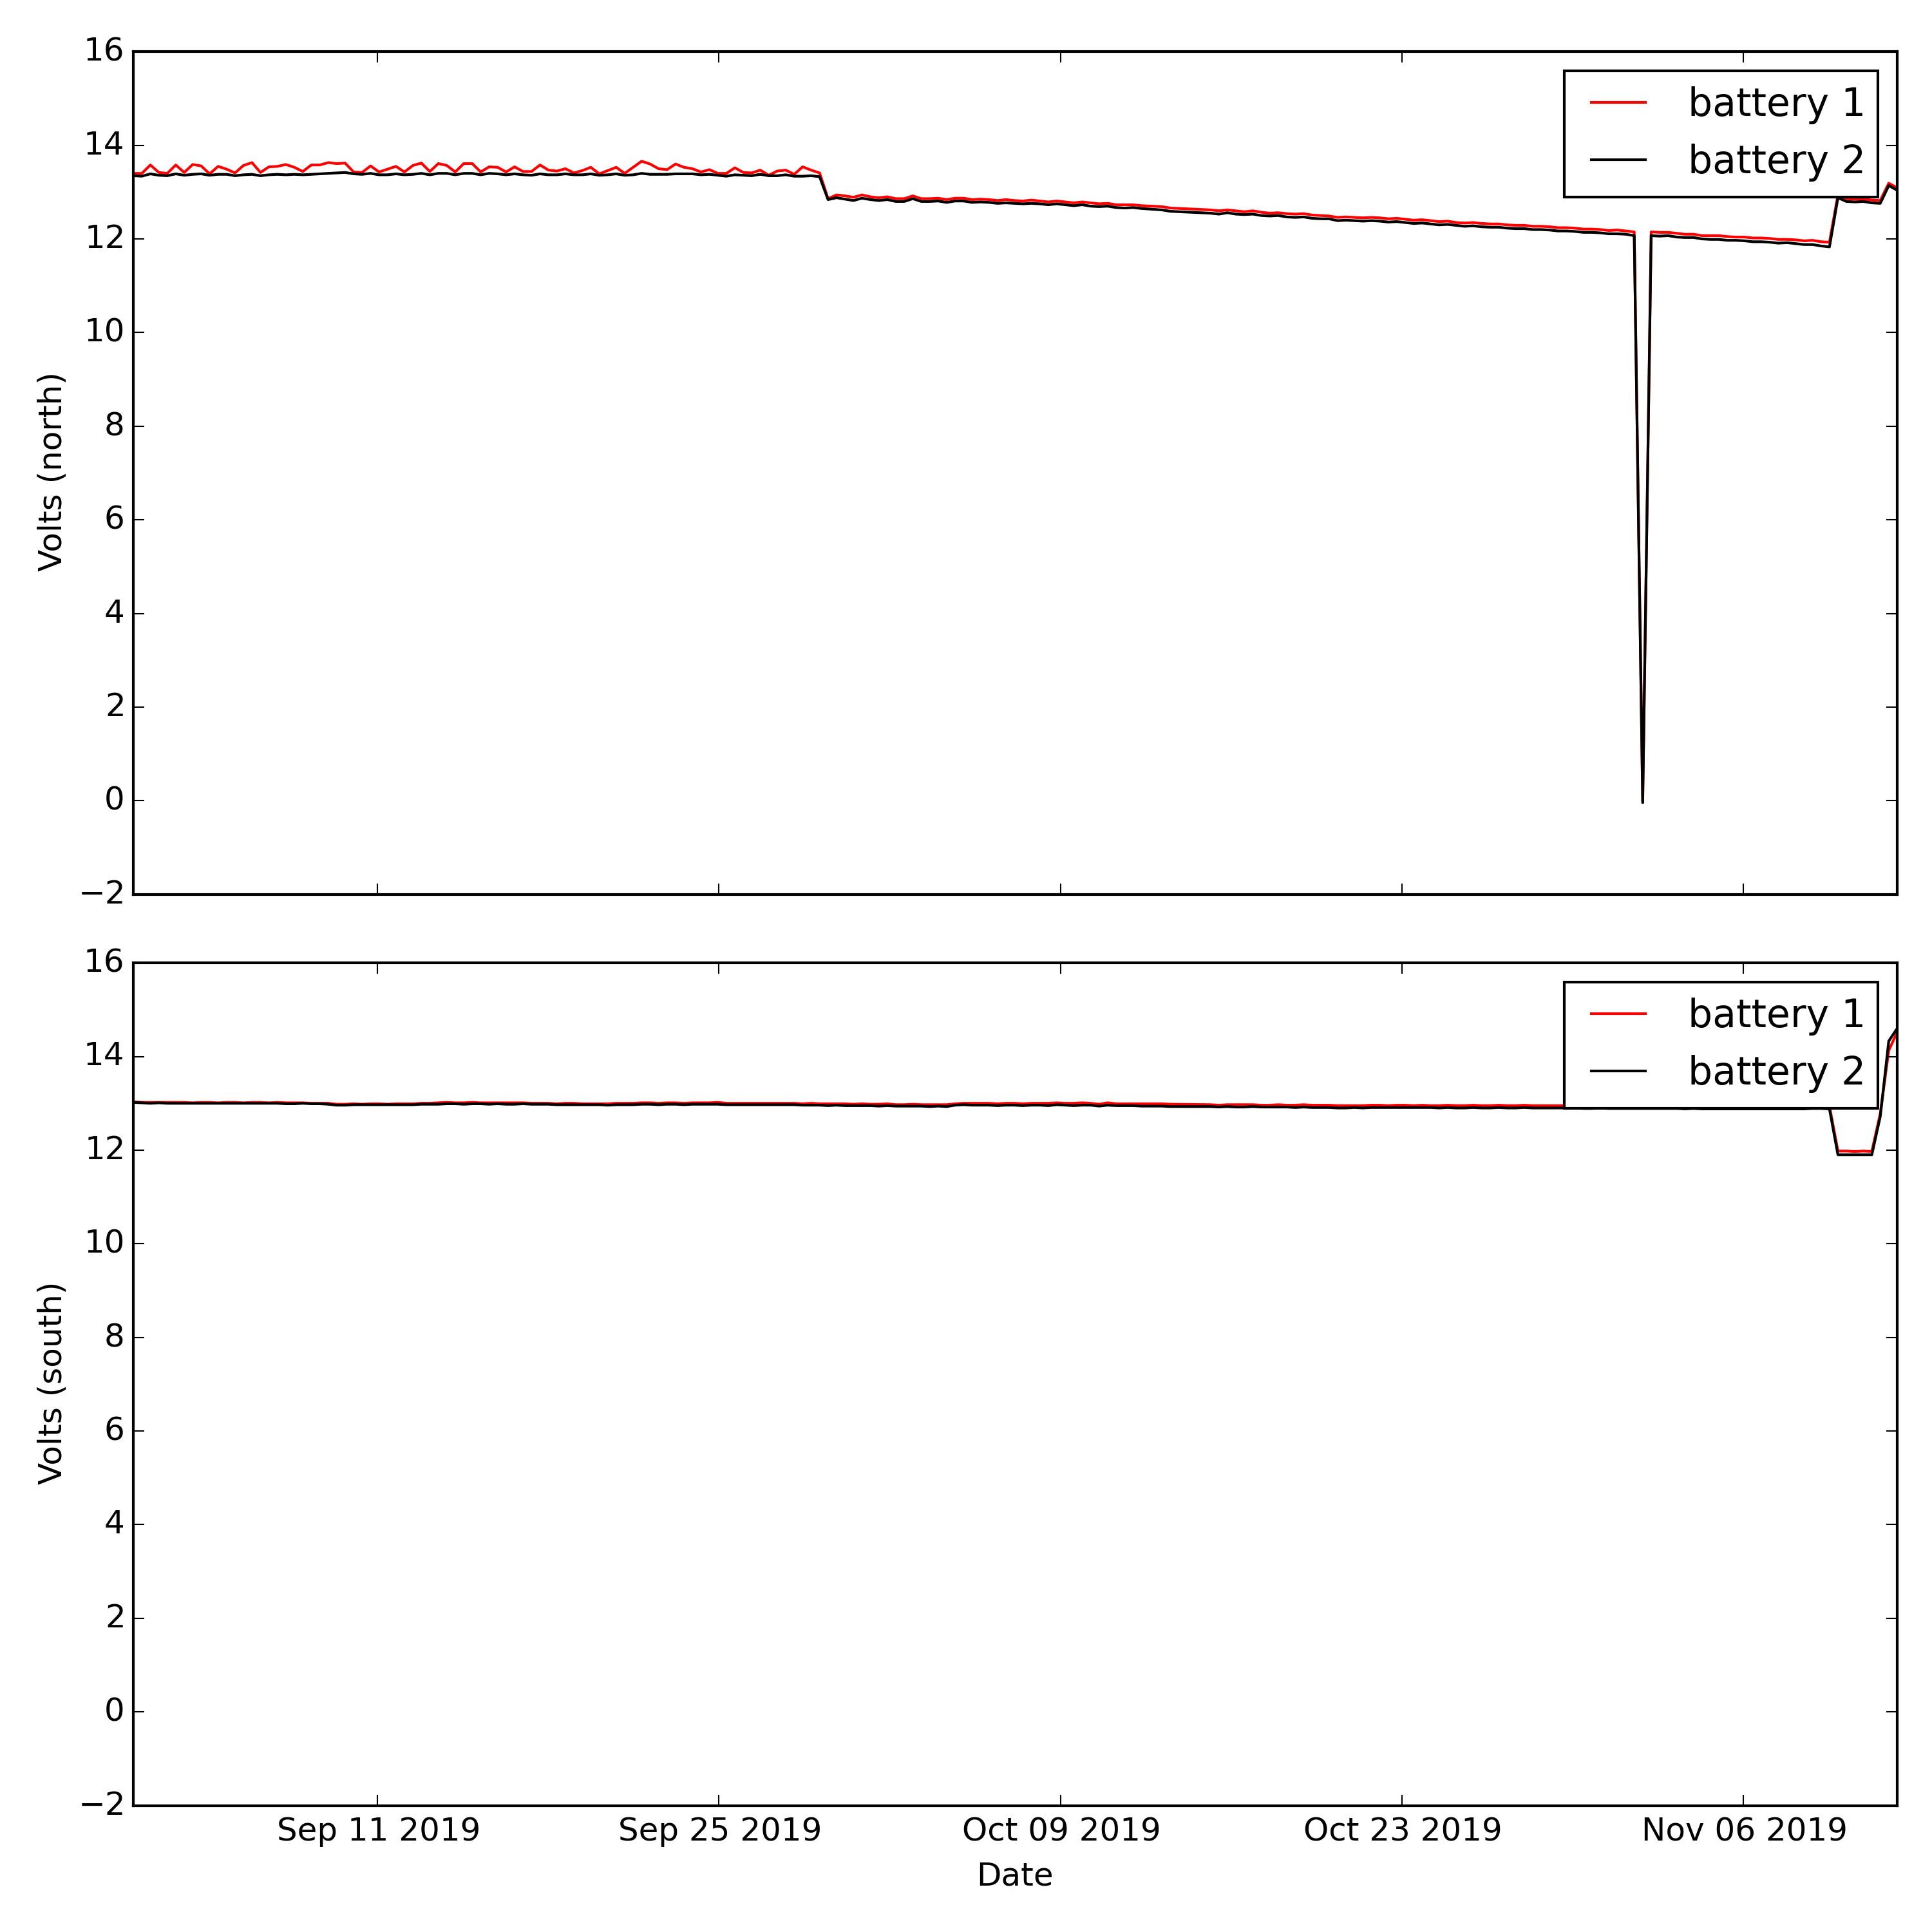 16
14
12
10
8
6
4
2
0
−2
Volts (north)
battery 1
battery 2
16
14
12
10
8
6
4
2
0
−2
Volts (south)
battery 1
battery 2
Sep 11 2019
Sep 25 2019
Oct 09 2019
Oct 23 2019
Nov 06 2019
Date